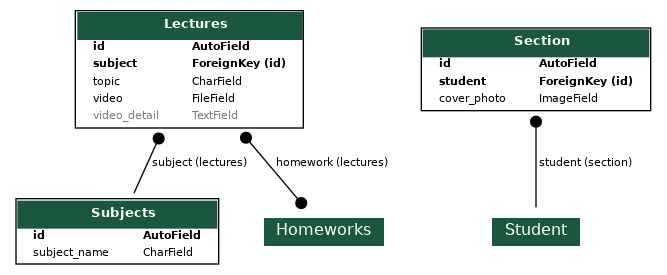 Lectures
id AutoField
subject ForeignKey (id)
topic CharField
video FileField
video_detail TextField
Section
id AutoField
student ForeignKey (id)
cover_photo ImageField
subject (lectures)
homework (lectures)
student (section)
Subjects
id AutoField
subject_name CharField
Homeworks
Student